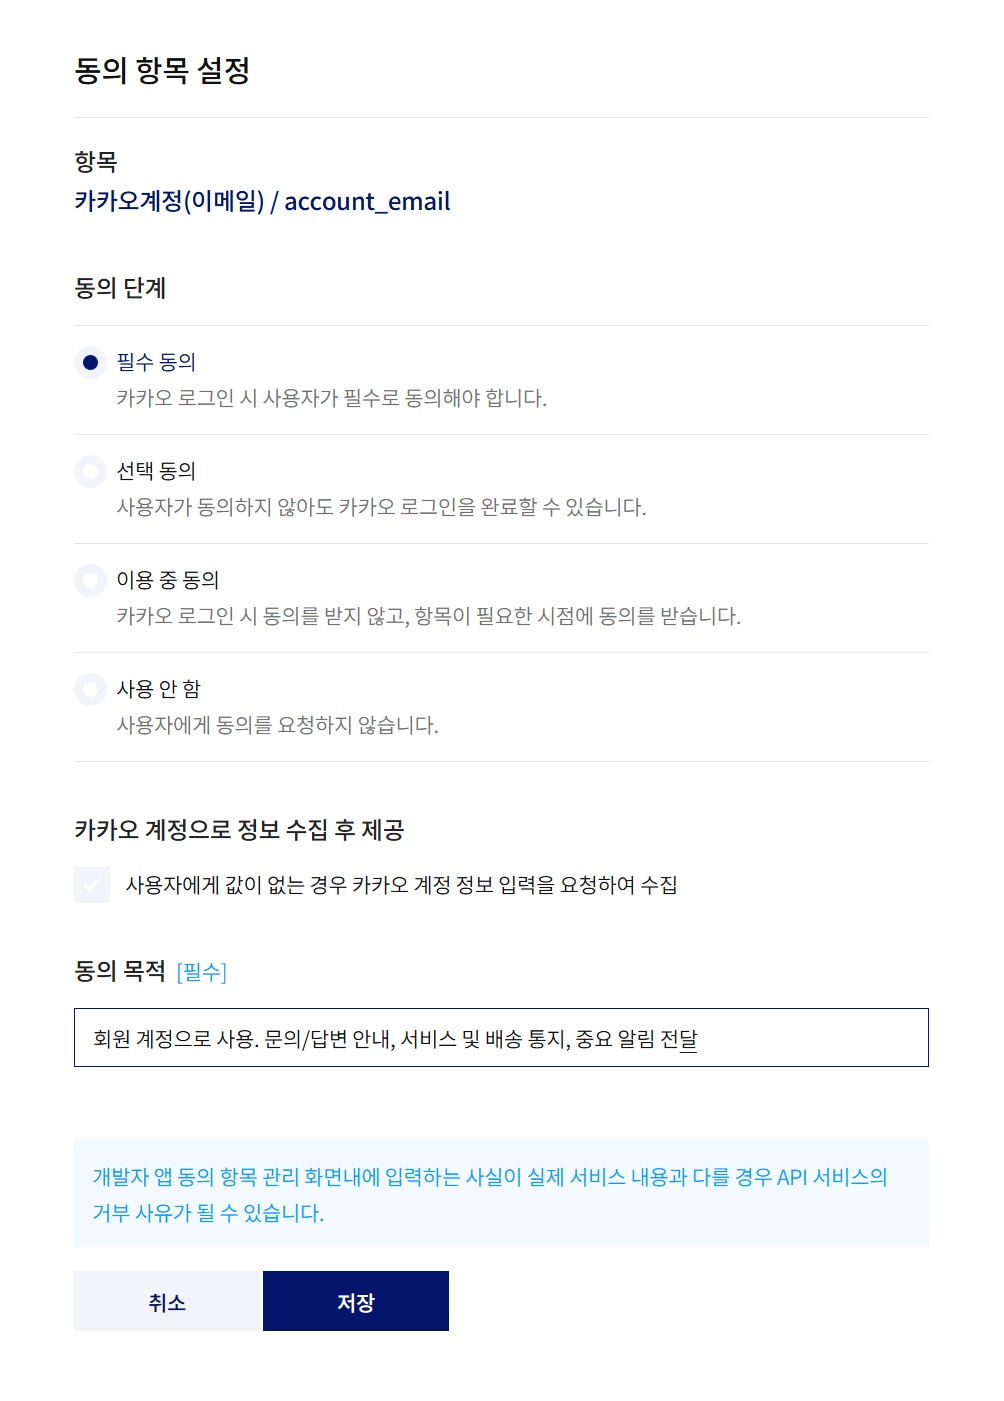 동의 항목 설정
항목
카카오계정(이메일) / account_email
동의 단계
필수 동의
카카오 로그인 시 사용자가 필수로 동의해야 합니다.
선택 동의
사용자가 동의하지 않아도 카카오 로그인을 완료할 수 있습니다.
이용 중 동의
카카오 로그인 시 동의를 받지 않고, 항목이 필요한 시점에 동의를 받습니다.
사용 안 함
사용자에게 동의를 요청하지 않습니다.
카카오 계정으로 정보 수집 후 제공
사용자에게 값이 없는 경우 카카오 계정 정보 입력을 요청하여 수집
동의 목적 [필수]
회원 계정으로 사용. 문의/답변 안내, 서비스 및 배송 통지, 중요 알림 전달
개발자 앱 동의 항목 관리 화면내에 입력하는 사실이 실제 서비스 내용과 다를 경우 API 서비스의
거부 사유가 될 수 있습니다.
취소 저장